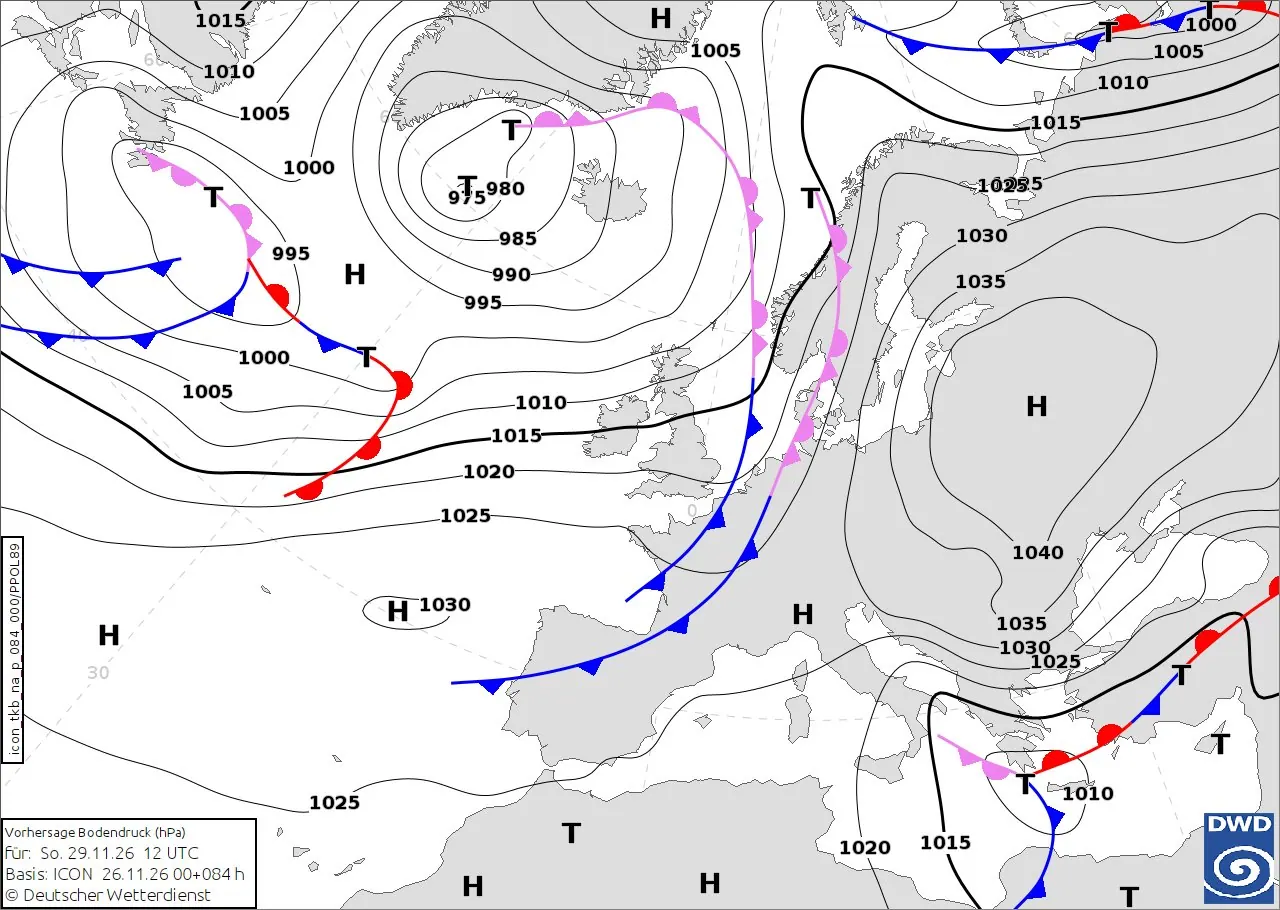 1015
H
T
1000
1005
T
1005
1010
1010
1005
1015
T
1000
T
980
975
T
1025
T
985
1030
995
H
990
1035
995
1000
1005
T
1010
H
1015
1020
1025
0
1040
1030
H
H
H
1035
1030
1025
30
T
T
1025
T
1010
1020
1015
T
H
H
T
icon_tkb_na_p_084_000/PPOL89
Vorhersage Bodendruck (hPa)
für: So. 29.11.26 12 UTC
Basis: ICON 26.11.26 00+084 h
© Deutscher Wetterdienst
DWD